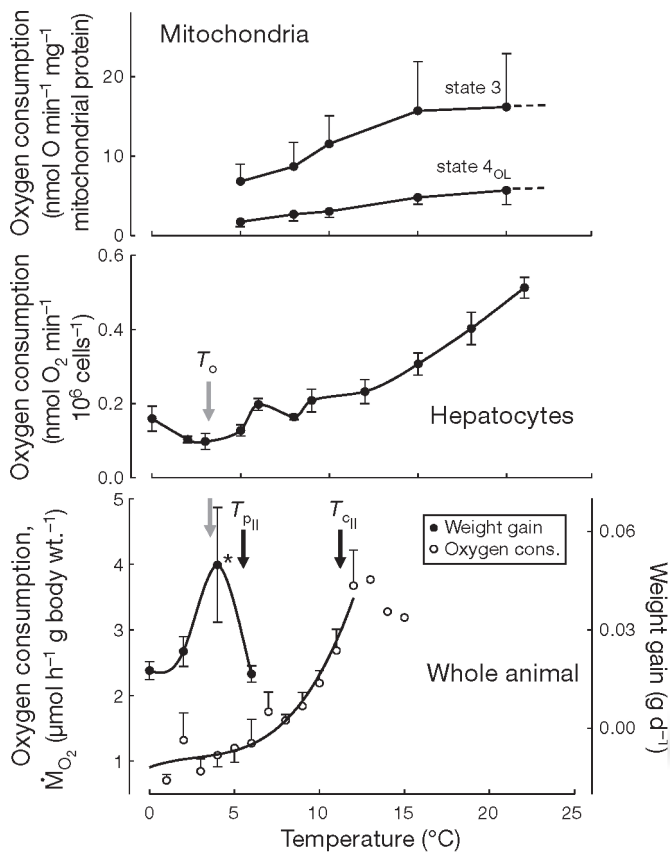 Mitochondria
Oxygen consumption
(nmol O min⁻¹ mg⁻¹
mitochondrial protein)
20
10
0
state 3
state 4OL
Oxygen consumption
(nmol O2 min⁻¹
10⁶ cells⁻¹)
0.6
0.4
0.2
0.0
To
Hepatocytes
Oxygen consumption,
ṀO2 (µmol h⁻¹ g body wt.⁻¹)
5
4
3
2
1
TpII
TcII
*
Weight gain
Oxygen cons.
Whole animal
0.06
0.03
0.00
Weight gain (g d⁻¹)
0
5
10
15
20
25
Temperature (°C)